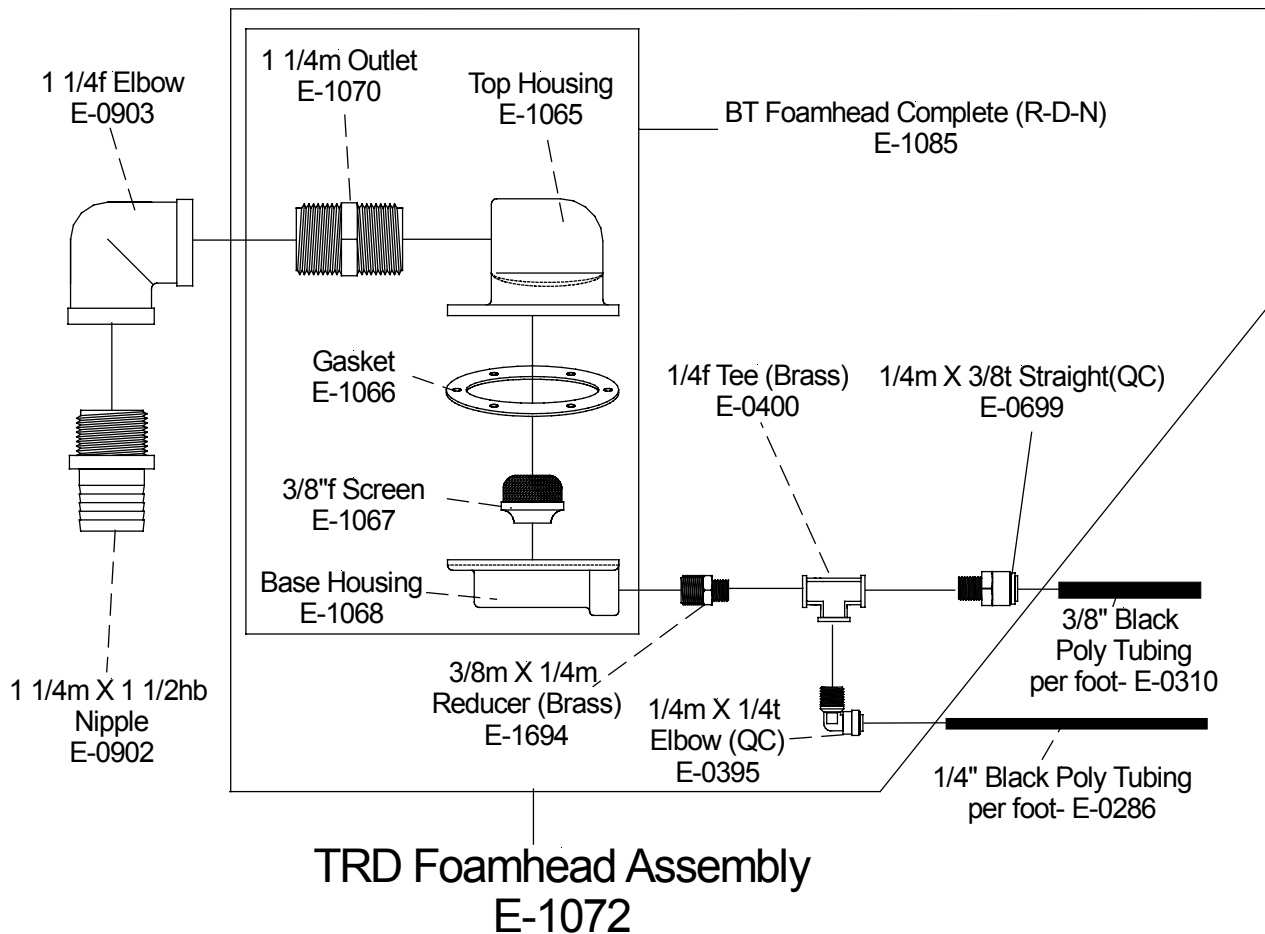 1 1/4f Elbow
E-0903
1 1/4m Outlet
E-1070
Top Housing
E-1065
BT Foamhead Complete (R-D-N)
E-1085
Gasket
E-1066
1/4f Tee (Brass)
E-0400
1/4m X 3/8t Straight(QC)
E-0699
3/8"f Screen
E-1067
Base Housing
E-1068
3/8" Black
Poly Tubing
per foot- E-0310
1 1/4m X 1 1/2hb
Nipple
E-0902
3/8m X 1/4m
Reducer (Brass)
E-1694
1/4m X 1/4t
Elbow (QC)
E-0395
1/4" Black Poly Tubing
per foot- E-0286
TRD Foamhead Assembly
E-1072